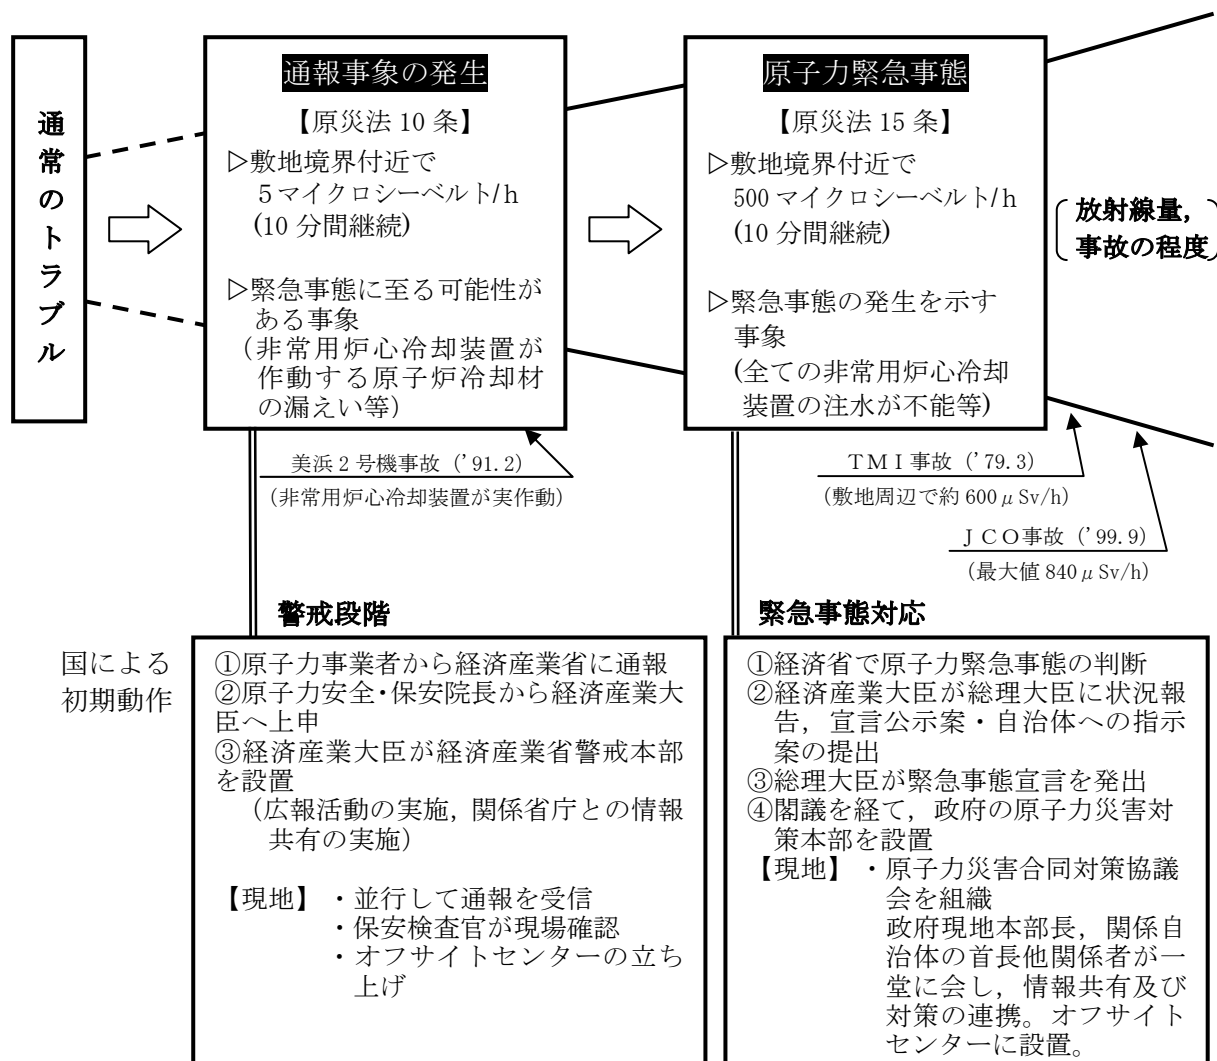 通常のトラブル
通報事象の発生
【原災法 10 条】
▷敷地境界付近で
５マイクロシーベルト/h
(10 分間継続)
▷緊急事態に至る可能性が
ある事象
（非常用炉心冷却装置が
作動する原子炉冷却材
の漏えい等）
原子力緊急事態
【原災法 15 条】
▷敷地境界付近で
500 マイクロシーベルト/h
(10 分間継続)
▷緊急事態の発生を示す
事象
(全ての非常用炉心冷却
装置の注水が不能等)
放射線量，
事故の程度
美浜２号機事故（’91.2）
（非常用炉心冷却装置が実作動）
ＴＭＩ事故（’79.3）
（敷地周辺で約 600μSv/h）
ＪＣＯ事故（’99.9）
（最大値 840μSv/h）
国による
初期動作
警戒段階
①原子力事業者から経済産業省に通報
②原子力安全・保安院長から経済産業大
臣へ上申
③経済産業大臣が経済産業省警戒本部
を設置
（広報活動の実施，関係省庁との情報
共有の実施）
【現地】・並行して通報を受信
・保安検査官が現場確認
・オフサイトセンターの立ち
上げ
緊急事態対応
①経済省で原子力緊急事態の判断
②経済産業大臣が総理大臣に状況報
告，宣言公示案・自治体への指示
案の提出
③総理大臣が緊急事態宣言を発出
④閣議を経て，政府の原子力災害対
策本部を設置
【現地】・原子力災害合同対策協議
会を組織
政府現地本部長，関係自
治体の首長他関係者が一
堂に会し，情報共有及び
対策の連携。オフサイト
センターに設置。